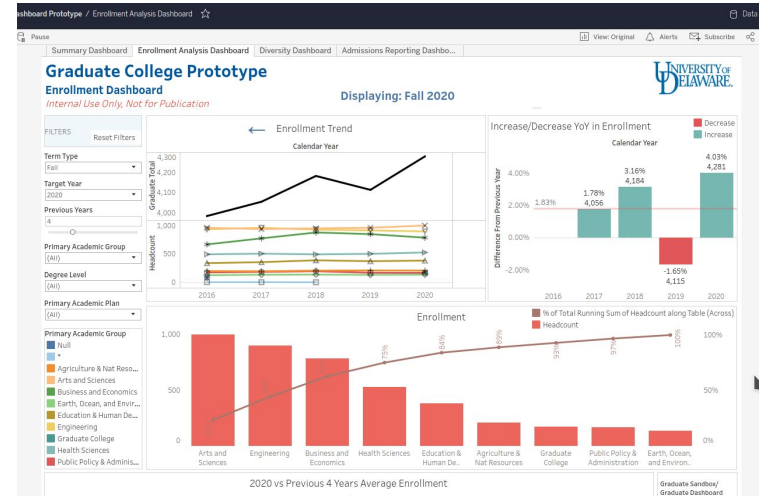 ashboard Prototype / Enrollment Analysis Dashboard
Data
Pause
View: Original
Alerts
Subscribe
Summary Dashboard
Enrollment Analysis Dashboard
Diversity Dashboard
Admissions Reporting Dashbo...
Graduate College Prototype
Enrollment Dashboard
Internal Use Only, Not for Publication
Displaying: Fall 2020
UNIVERSITY OF
DELAWARE.
FILTERS
Reset Filters
Term Type
Fall
Target Year
2020
Previous Years
4
Primary Academic Group
(All)
Degree Level
(All)
Primary Academic Plan
(All)
Primary Academic Group
Null
*
Agriculture & Nat Reso...
Arts and Sciences
Business and Economics
Earth, Ocean, and Envir...
Education & Human De...
Engineering
Graduate College
Health Sciences
Public Policy & Adminis...
← Enrollment Trend
Calendar Year
Graduate Total
4,300
4,200
4,100
4,000
Headcount
1,000
500
0
2016 2017 2018 2019 2020
Increase/Decrease YoY in Enrollment
Decrease
Increase
Calendar Year
Difference From Previous Year
4.00%
2.00%
0.00%
-2.00%
1.83%
1.78%
4,056
3.16%
4,184
-1.65%
4,115
4.03%
4,281
2016 2017 2018 2019 2020
Enrollment
% of Total Running Sum of Headcount along Table (Across)
Headcount
1,000
500
0
75%
84%
89%
93%
97%
100%
100%
50%
0%
Arts and
Sciences
Engineering
Business and
Economics
Health Sciences
Education &
Human De..
Agriculture &
Nat Resources
Graduate
College
Public Policy &
Administration
Earth, Ocean,
and Environ..
2020 vs Previous 4 Years Average Enrollment
Graduate Sandbox/
Graduate Dashboard